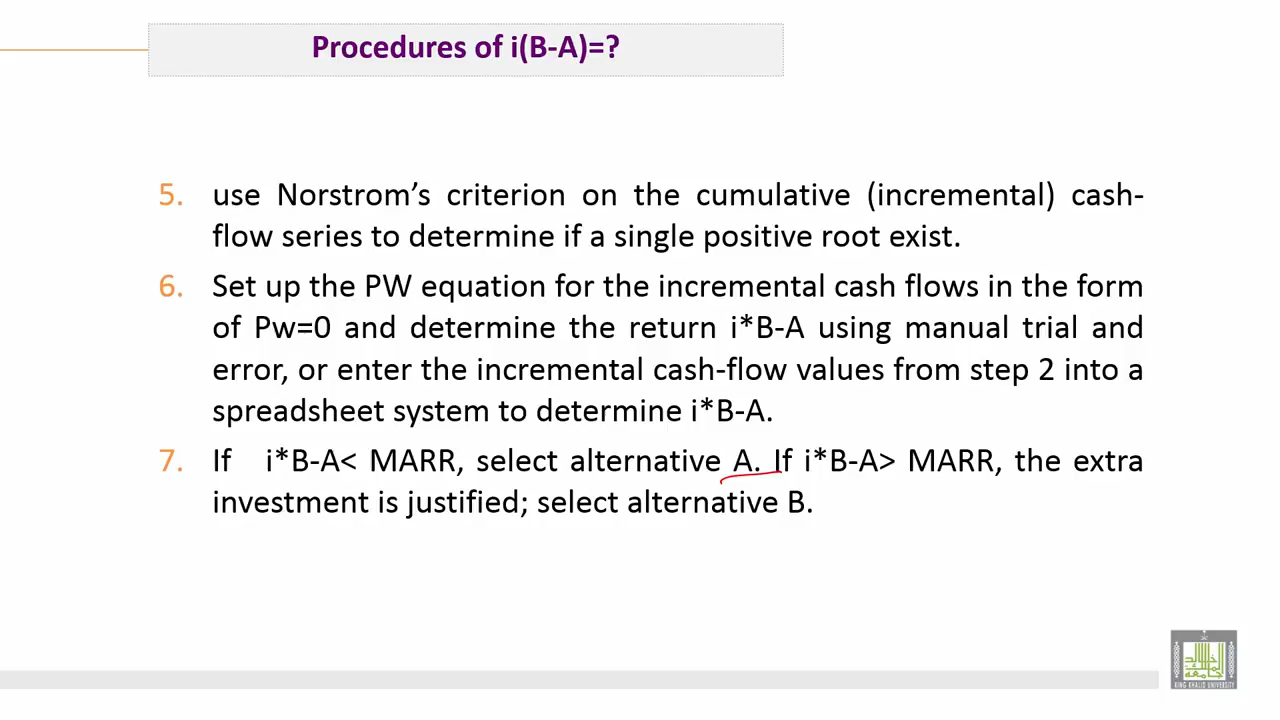 Procedures of i(B-A)=?
5. use Norstrom’s criterion on the cumulative (incremental) cash-
flow series to determine if a single positive root exist.
6. Set up the PW equation for the incremental cash flows in the form
of Pw=0 and determine the return i*B-A using manual trial and
error, or enter the incremental cash-flow values from step 2 into a
spreadsheet system to determine i*B-A.
7. If i*B-A< MARR, select alternative A. If i*B-A> MARR, the extra
investment is justified; select alternative B.
KING KHALID UNIVERSITY